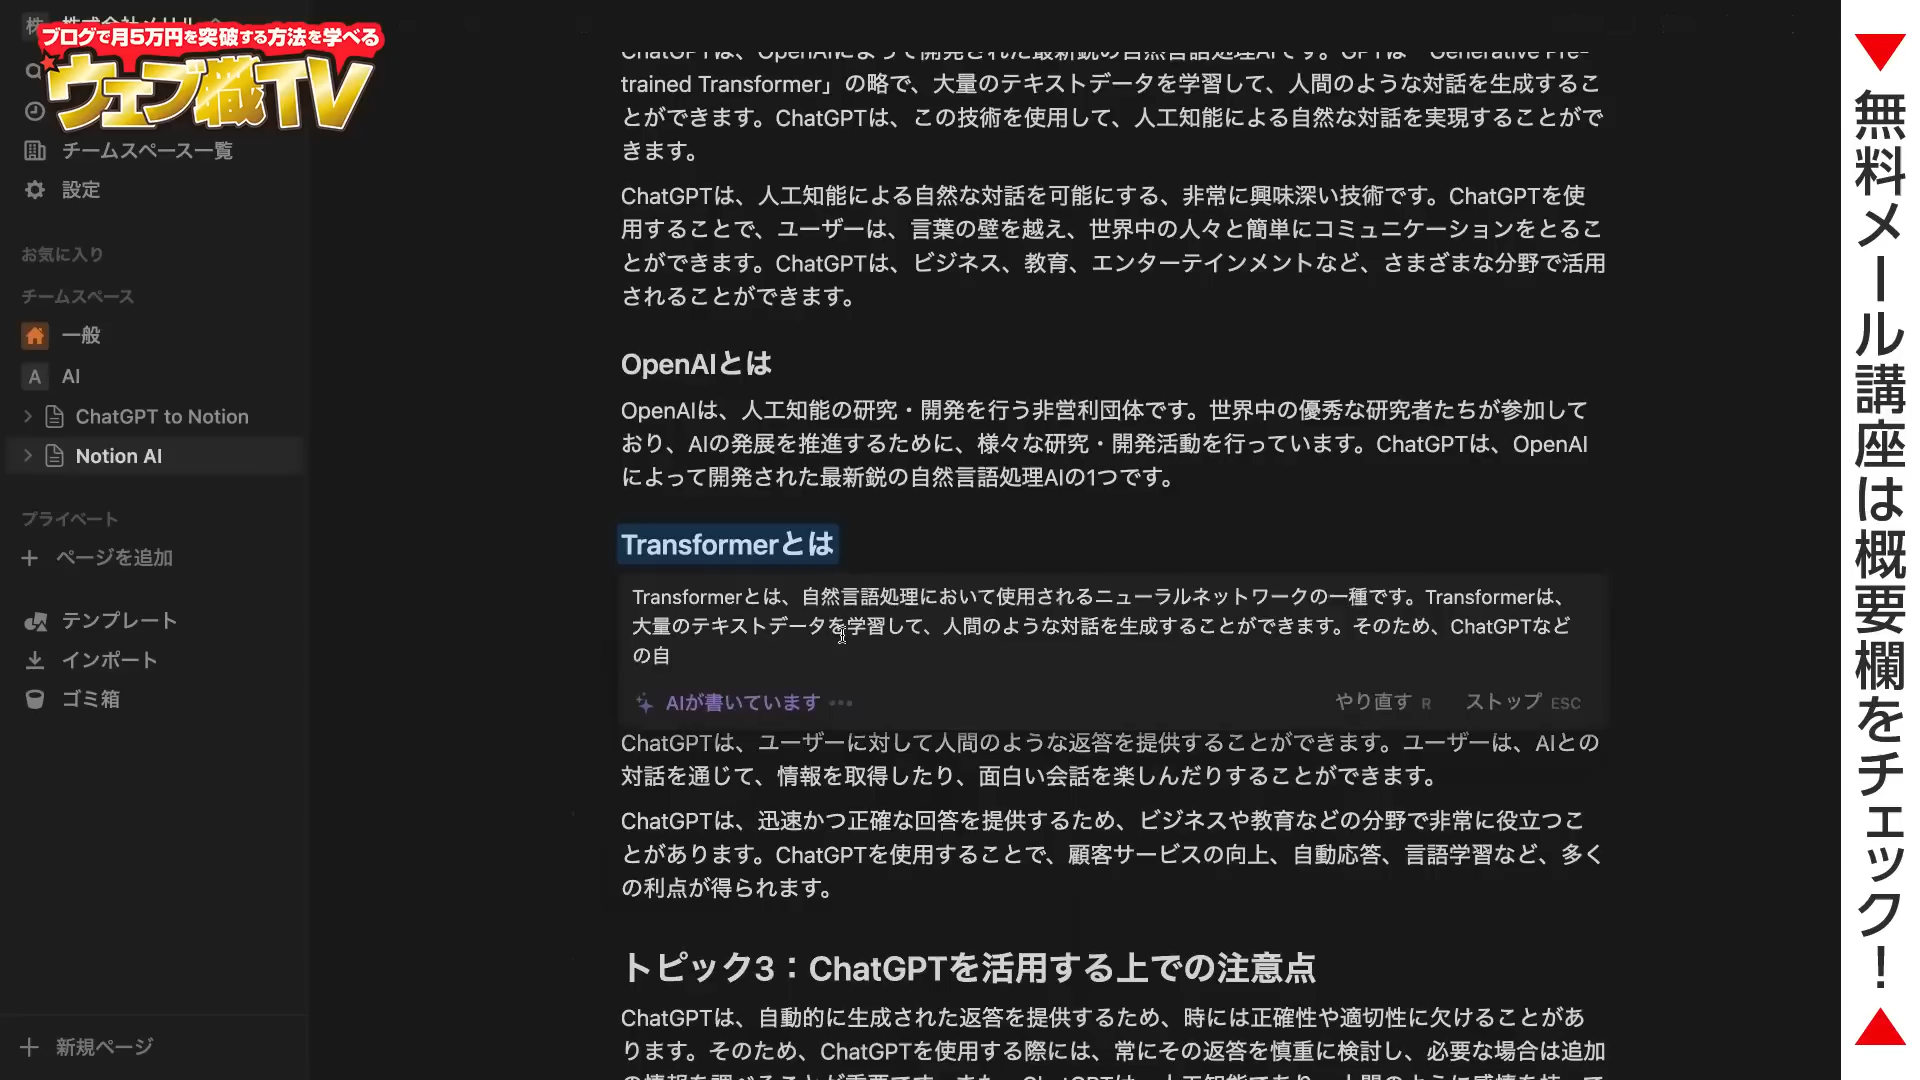 ブログで月5万円を突破する方法を学べる
ウェブ職TV
チームスペース一覧
設定
お気に入り
チームスペース
一般
A AI
ChatGPT to Notion
Notion AI
プライベート
ページを追加
テンプレート
インポート
ゴミ箱
新規ページ
ChatGPTは、OpenAIによって開発された最新鋭の自然言語処理AIです。GPTは「Generative Pre-
trained Transformer」の略で、大量のテキストデータを学習して、人間のような対話を生成するこ
とができます。ChatGPTは、この技術を使用して、人工知能による自然な対話を実現することがで
きます。
ChatGPTは、人工知能による自然な対話を可能にする、非常に興味深い技術です。ChatGPTを使
用することで、ユーザーは、言葉の壁を越え、世界中の人々と簡単にコミュニケーションをとるこ
とができます。ChatGPTは、ビジネス、教育、エンターテインメントなど、さまざまな分野で活用
されることができます。
OpenAIとは
OpenAIは、人工知能の研究・開発を行う非営利団体です。世界中の優秀な研究者たちが参加して
おり、AIの発展を推進するために、様々な研究・開発活動を行っています。ChatGPTは、OpenAI
によって開発された最新鋭の自然言語処理AIの1つです。
Transformerとは
Transformerとは、自然言語処理において使用されるニューラルネットワークの一種です。Transformerは、
大量のテキストデータを学習して、人間のような対話を生成することができます。そのため、ChatGPTなど
の自
AIが書いています
やり直す R ストップ ESC
ChatGPTは、ユーザーに対して人間のような返答を提供することができます。ユーザーは、AIとの
対話を通じて、情報を取得したり、面白い会話を楽しんだりすることができます。
ChatGPTは、迅速かつ正確な回答を提供するため、ビジネスや教育などの分野で非常に役立つこ
とがあります。ChatGPTを使用することで、顧客サービスの向上、自動応答、言語学習など、多く
の利点が得られます。
トピック3：ChatGPTを活用する上での注意点
ChatGPTは、自動的に生成された返答を提供するため、時には正確性や適切性に欠けることがあ
ります。そのため、ChatGPTを使用する際には、常にその返答を慎重に検討し、必要な場合は追加
無料メール講座は概要欄をチェック！